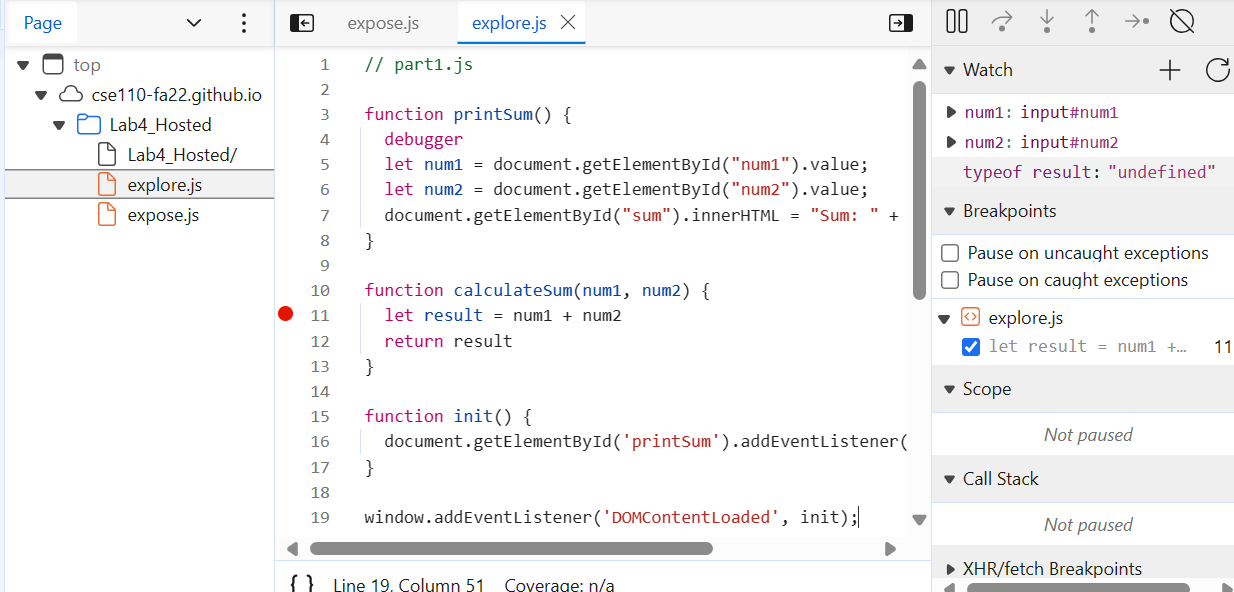 Page
expose.js
explore.js
top
cse110-fa22.github.io
Lab4_Hosted
Lab4_Hosted/
explore.js
expose.js
1 // part1.js
2
3 function printSum() {
4 debugger
5 let num1 = document.getElementById("num1").value;
6 let num2 = document.getElementById("num2").value;
7 document.getElementById("sum").innerHTML = "Sum: " +
8 }
9
10 function calculateSum(num1, num2) {
11 let result = num1 + num2
12 return result
13 }
14
15 function init() {
16 document.getElementById('printSum').addEventListener(
17 }
18
19 window.addEventListener('DOMContentLoaded', init);
{ } Line 19, Column 51 Coverage: n/a
Watch
num1: input#num1
num2: input#num2
typeof result: "undefined"
Breakpoints
Pause on uncaught exceptions
Pause on caught exceptions
explore.js
let result = num1 +… 11
Scope
Not paused
Call Stack
Not paused
XHR/fetch Breakpoints